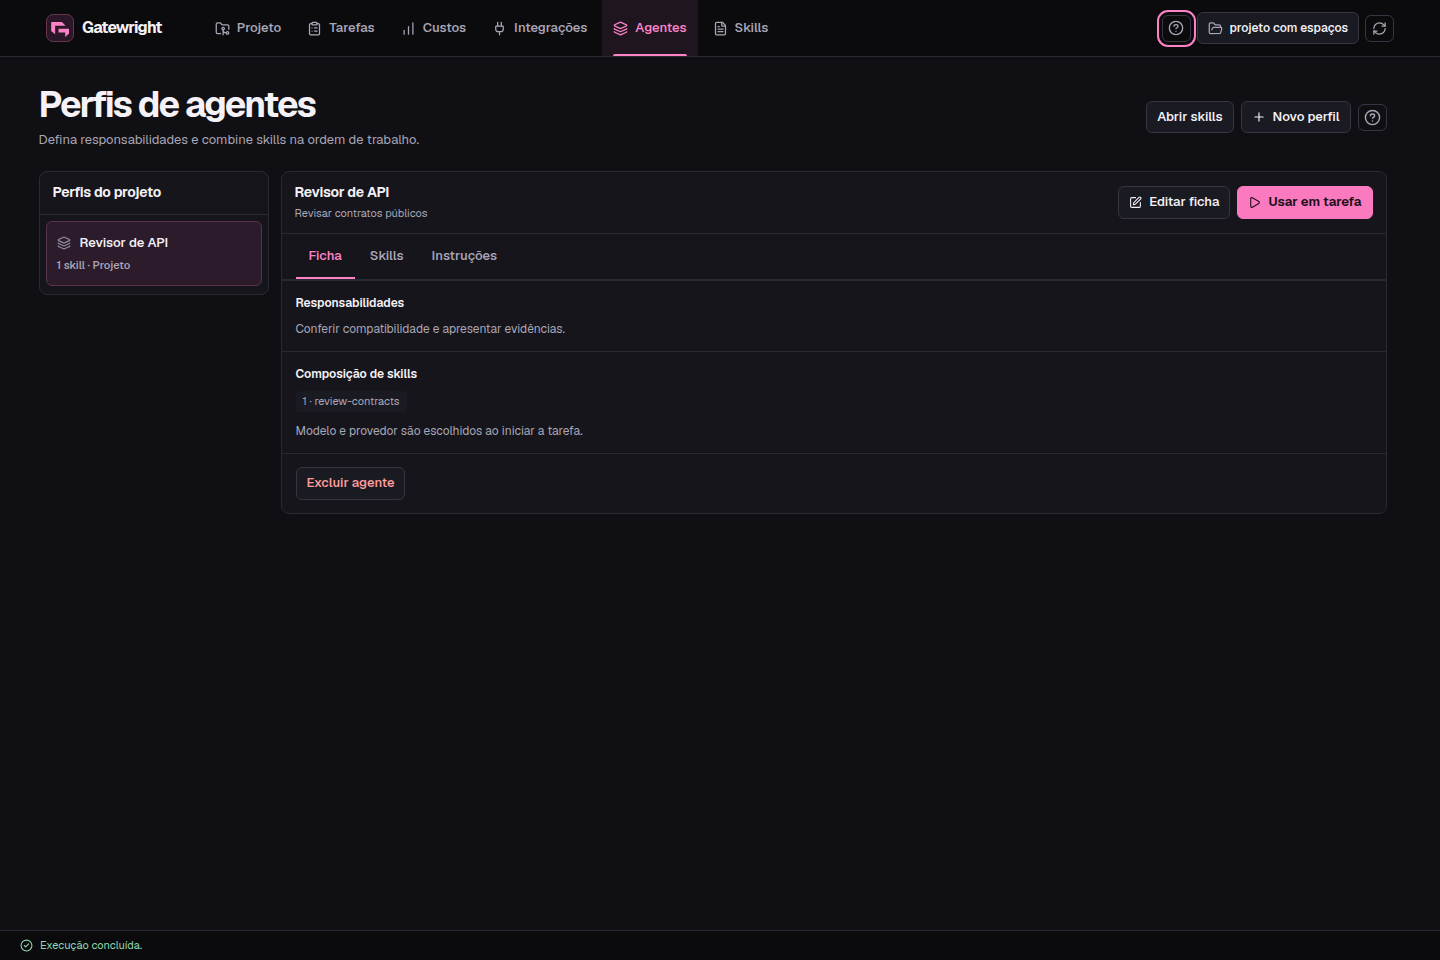 Gatewright
Projeto
Tarefas
Custos
Integrações
Agentes
Skills
projeto com espaços
Perfis de agentes
Defina responsabilidades e combine skills na ordem de trabalho.
Abrir skills
Novo perfil
Perfis do projeto
Revisor de API
1 skill · Projeto
Revisor de API
Revisar contratos públicos
Editar ficha
Usar em tarefa
Ficha
Skills
Instruções
Responsabilidades
Conferir compatibilidade e apresentar evidências.
Composição de skills
1 · review-contracts
Modelo e provedor são escolhidos ao iniciar a tarefa.
Excluir agente
Execução concluída.